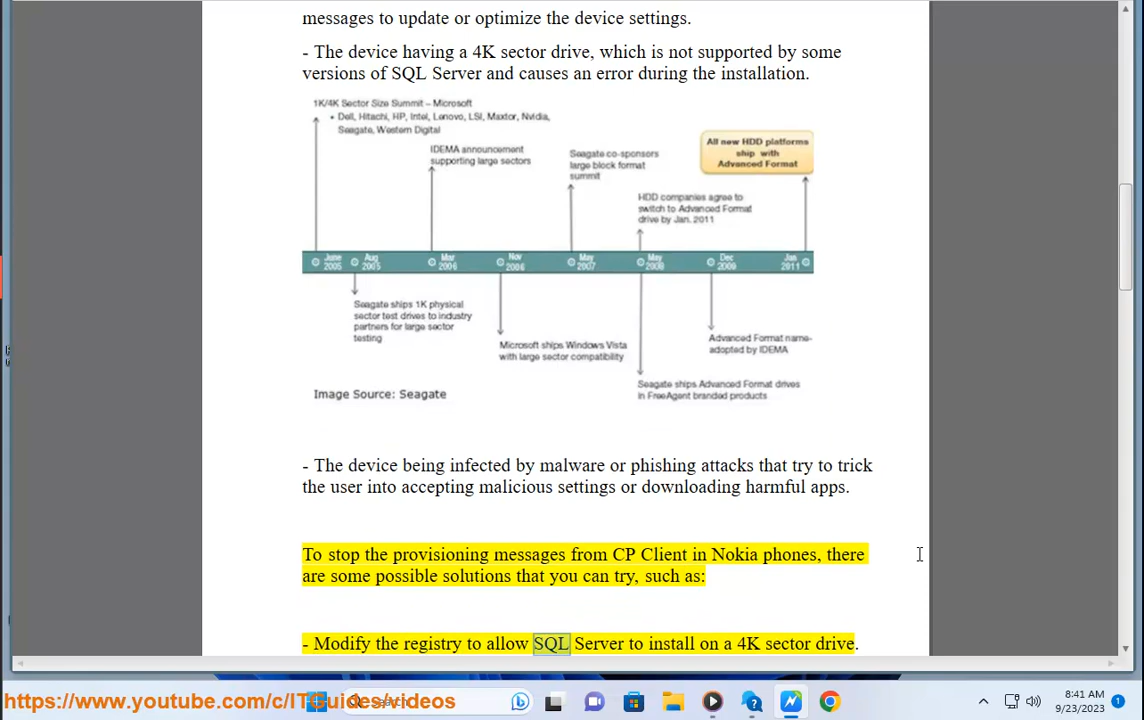 messages to update or optimize the device settings.
- The device having a 4K sector drive, which is not supported by some
versions of SQL Server and causes an error during the installation.
1K/4K Sector Size Summit – Microsoft
• Dell, Hitachi, HP, Intel, Lenovo, LSI, Maxtor, Nvidia,
Seagate, Western Digital
IDEMA announcement
supporting large sectors
Seagate co-sponsors
large block format
summit
All new HDD platforms
ship with
Advanced Format
HDD companies agree to
switch to Advanced Format
drive by Jan. 2011
June 2005
Aug 2005
Mar 2006
Nov 2006
May 2007
May 2008
Dec 2009
Jan 2011
Seagate ships 1K physical
sector test drives to industry
partners for large sector
testing
Microsoft ships Windows Vista
with large sector compatibility
Advanced Format name-
adopted by IDEMA
Seagate ships Advanced Format drives
in FreeAgent branded products
Image Source: Seagate
- The device being infected by malware or phishing attacks that try to trick
the user into accepting malicious settings or downloading harmful apps.
To stop the provisioning messages from CP Client in Nokia phones, there
are some possible solutions that you can try, such as:
- Modify the registry to allow SQL Server to install on a 4K sector drive.
https://www.youtube.com/c/ITGuides/videos
8:41 AM
9/23/2023
1